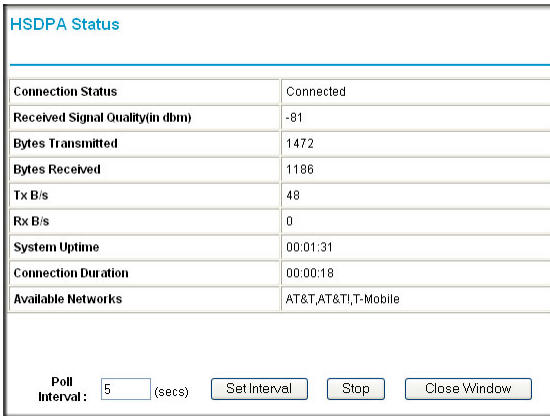 HSDPA Status
Connection Status Connected
Received Signal Quality(in dbm) -81
Bytes Transmitted 1472
Bytes Received 1186
Tx B/s 48
Rx B/s 0
System Uptime 00:01:31
Connection Duration 00:00:18
Available Networks AT&T,AT&T!,T-Mobile
Poll Interval : 5 (secs) Set Interval Stop Close Window